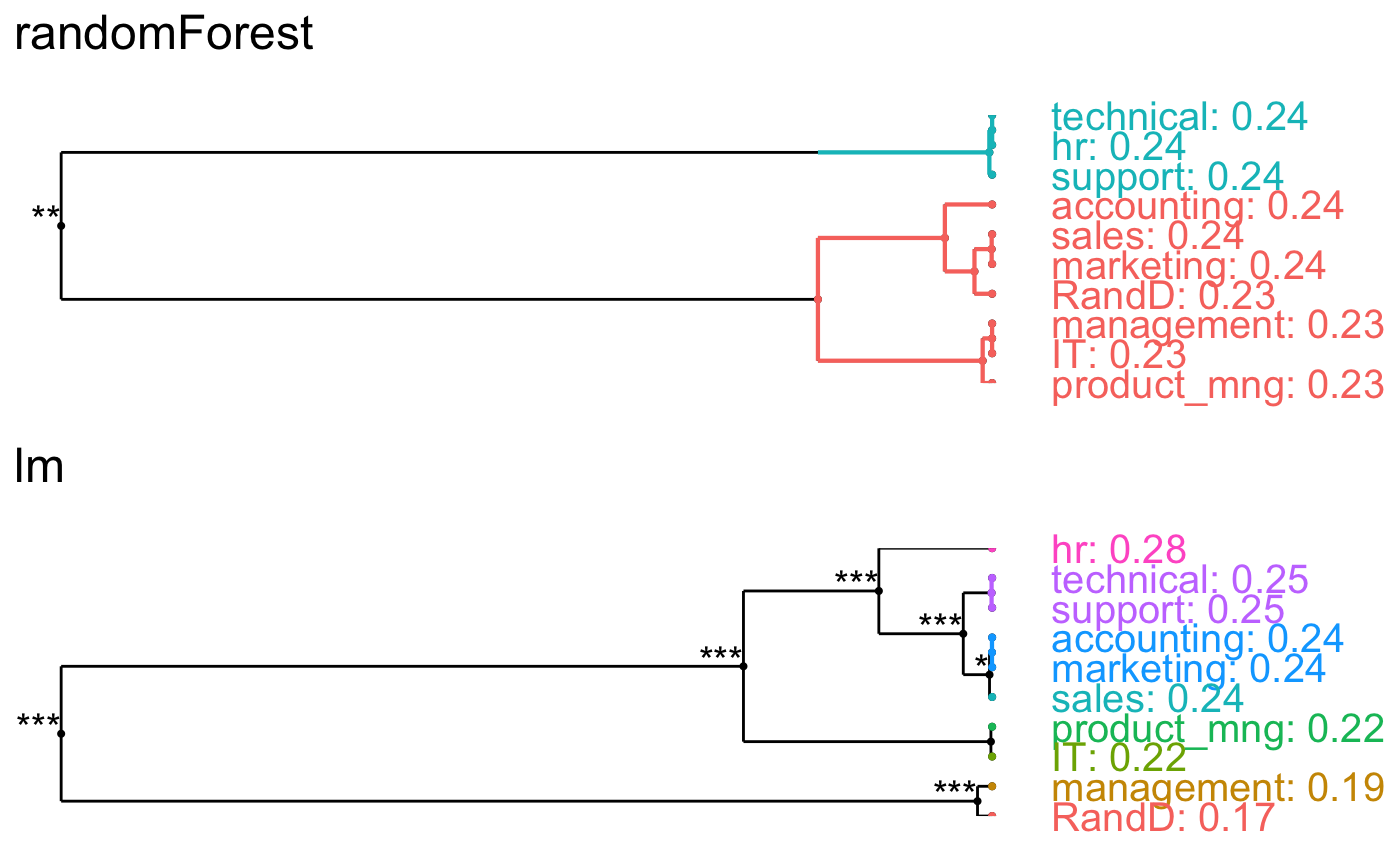 randomForest
technical: 0.24
hr: 0.24
support: 0.24
**
accounting: 0.24
sales: 0.24
marketing: 0.24
RandD: 0.23
management: 0.23
IT: 0.23
product_mng: 0.23
lm
hr: 0.28
***
technical: 0.25
support: 0.25
***
accounting: 0.24
***
*
marketing: 0.24
sales: 0.24
***
product_mng: 0.22
IT: 0.22
***
management: 0.19
RandD: 0.17